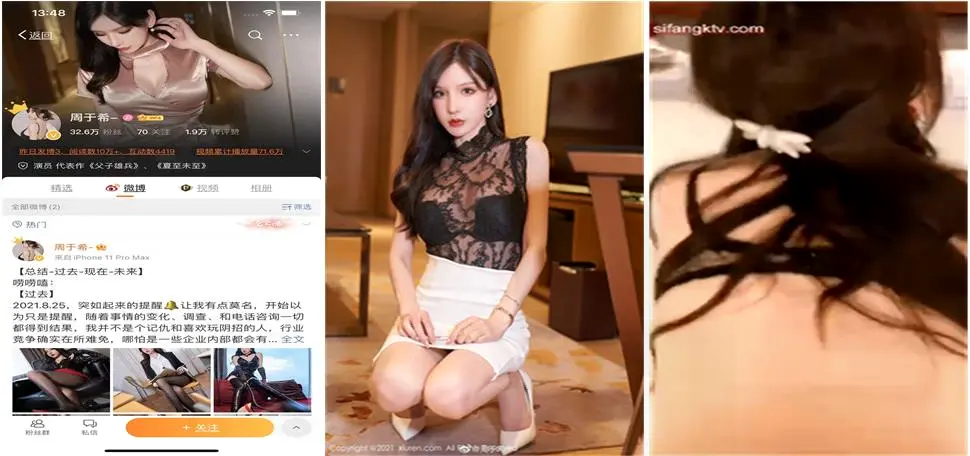 13:48
返回
周于希-
32.6万 粉丝 70 关注 1.9万 转评赞
昨日发博3，阅读数10万+，互动数4419 视频累计播放量71.6万
演员 代表作《父子雄兵》、《夏至未至》
精选 微博 视频 相册
全部微博 (2) 筛选
热门
周于希-
来自 iPhone 11 Pro Max
【总结-过去-现在-未来】
唠唠嗑：
【过去】
2021.8.25，突如起来的提醒🔔让我有点莫名，开始以
为只是提醒，随着事情的变化、调查、和电话咨询一切
都得到结果，我并不是个记仇和喜欢玩阴招的人，行业
竞争确实在所难免，哪怕是一些企业内部都会有... 全文
粉丝群 私信 + 关注
Copyright ©2021 xiuren.com All
sifangktv.com